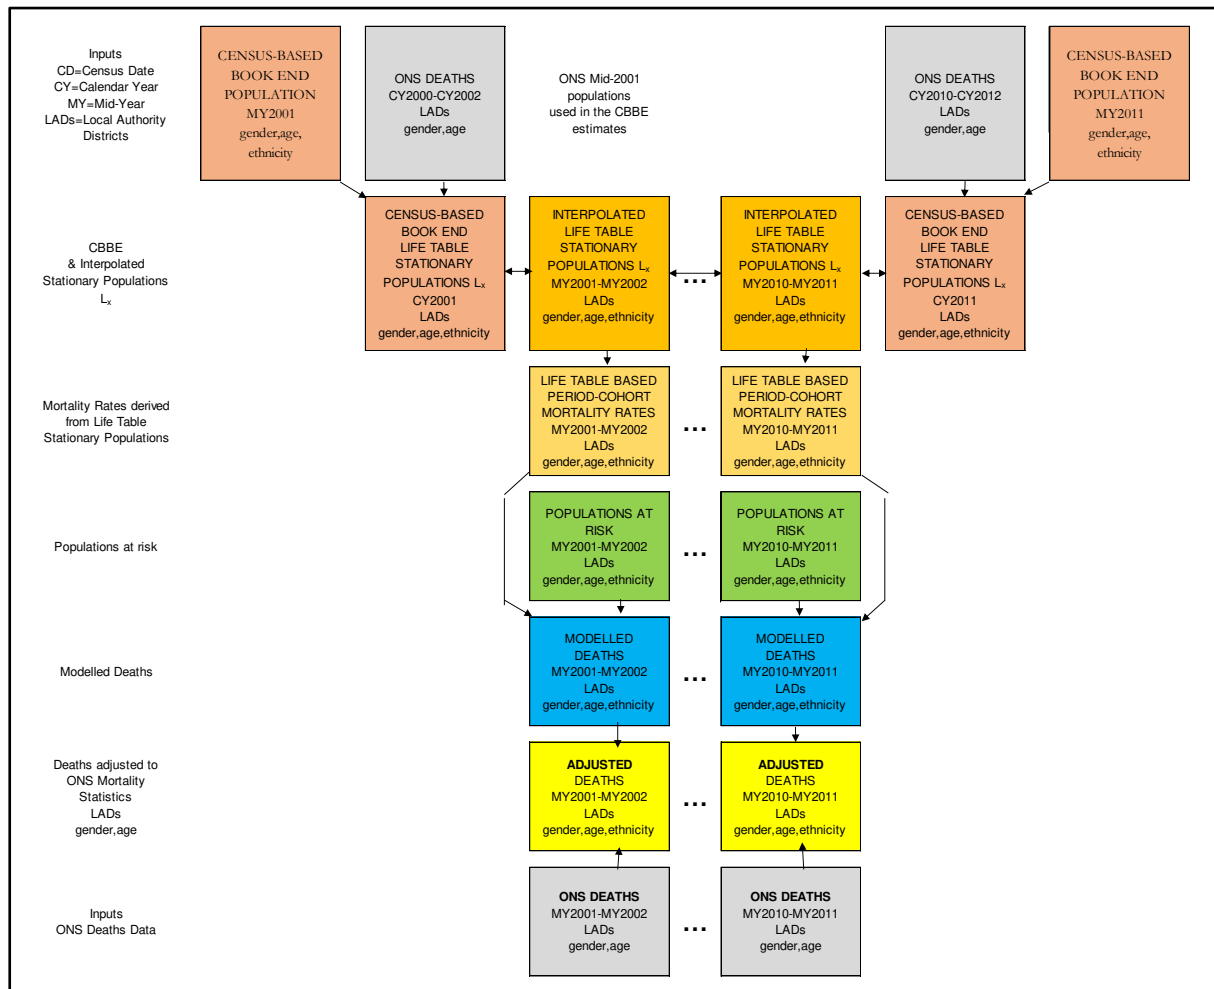 Inputs
CD=Census Date
CY=Calendar Year
MY=Mid-Year
LADs=Local Authority
Districts
CENSUS-BASED
BOOK END
POPULATION
MY2001
gender,age,
ethnicity
ONS DEATHS
CY2000-CY2002
LADs
gender,age
ONS Mid-2001
populations
used in the CBBE
estimates
ONS DEATHS
CY2010-CY2012
LADs
gender,age
CENSUS-BASED
BOOK END
POPULATION
MY2011
gender,age,
ethnicity
CBBE
& Interpolated
Stationary Populations
Lx
CENSUS-BASED
BOOK END
LIFE TABLE
STATIONARY
POPULATIONS Lx
CY2001
LADs
gender,age,ethnicity
INTERPOLATED
LIFE TABLE
STATIONARY
POPULATIONS Lx
MY2001-MY2002
LADs
gender,age,ethnicity
...
INTERPOLATED
LIFE TABLE
STATIONARY
POPULATIONS Lx
MY2010-MY2011
LADs
gender,age,ethnicity
CENSUS-BASED
BOOK END
LIFE TABLE
STATIONARY
POPULATIONS Lx
CY2011
LADs
gender,age,ethnicity
Mortality Rates derived
from Life Table
Stationary Populations
LIFE TABLE BASED
PERIOD-COHORT
MORTALITY RATES
MY2001-MY2002
LADs
gender,age,ethnicity
...
LIFE TABLE BASED
PERIOD-COHORT
MORTALITY RATES
MY2010-MY2011
LADs
gender,age,ethnicity
Populations at risk
POPULATIONS AT
RISK
MY2001-MY2002
LADs
gender,age,ethnicity
...
POPULATIONS AT
RISK
MY2010-MY2011
LADs
gender,age,ethnicity
Modelled Deaths
MODELLED
DEATHS
MY2001-MY2002
LADs
gender,age,ethnicity
...
MODELLED
DEATHS
MY2010-MY2011
LADs
gender,age,ethnicity
Deaths adjusted to
ONS Mortality
Statistics
LADs
gender,age
ADJUSTED
DEATHS
MY2001-MY2002
LADs
gender,age,ethnicity
...
ADJUSTED
DEATHS
MY2010-MY2011
LADs
gender,age,ethnicity
Inputs
ONS Deaths Data
ONS DEATHS
MY2001-MY2002
LADs
gender,age
...
ONS DEATHS
MY2010-MY2011
LADs
gender,age